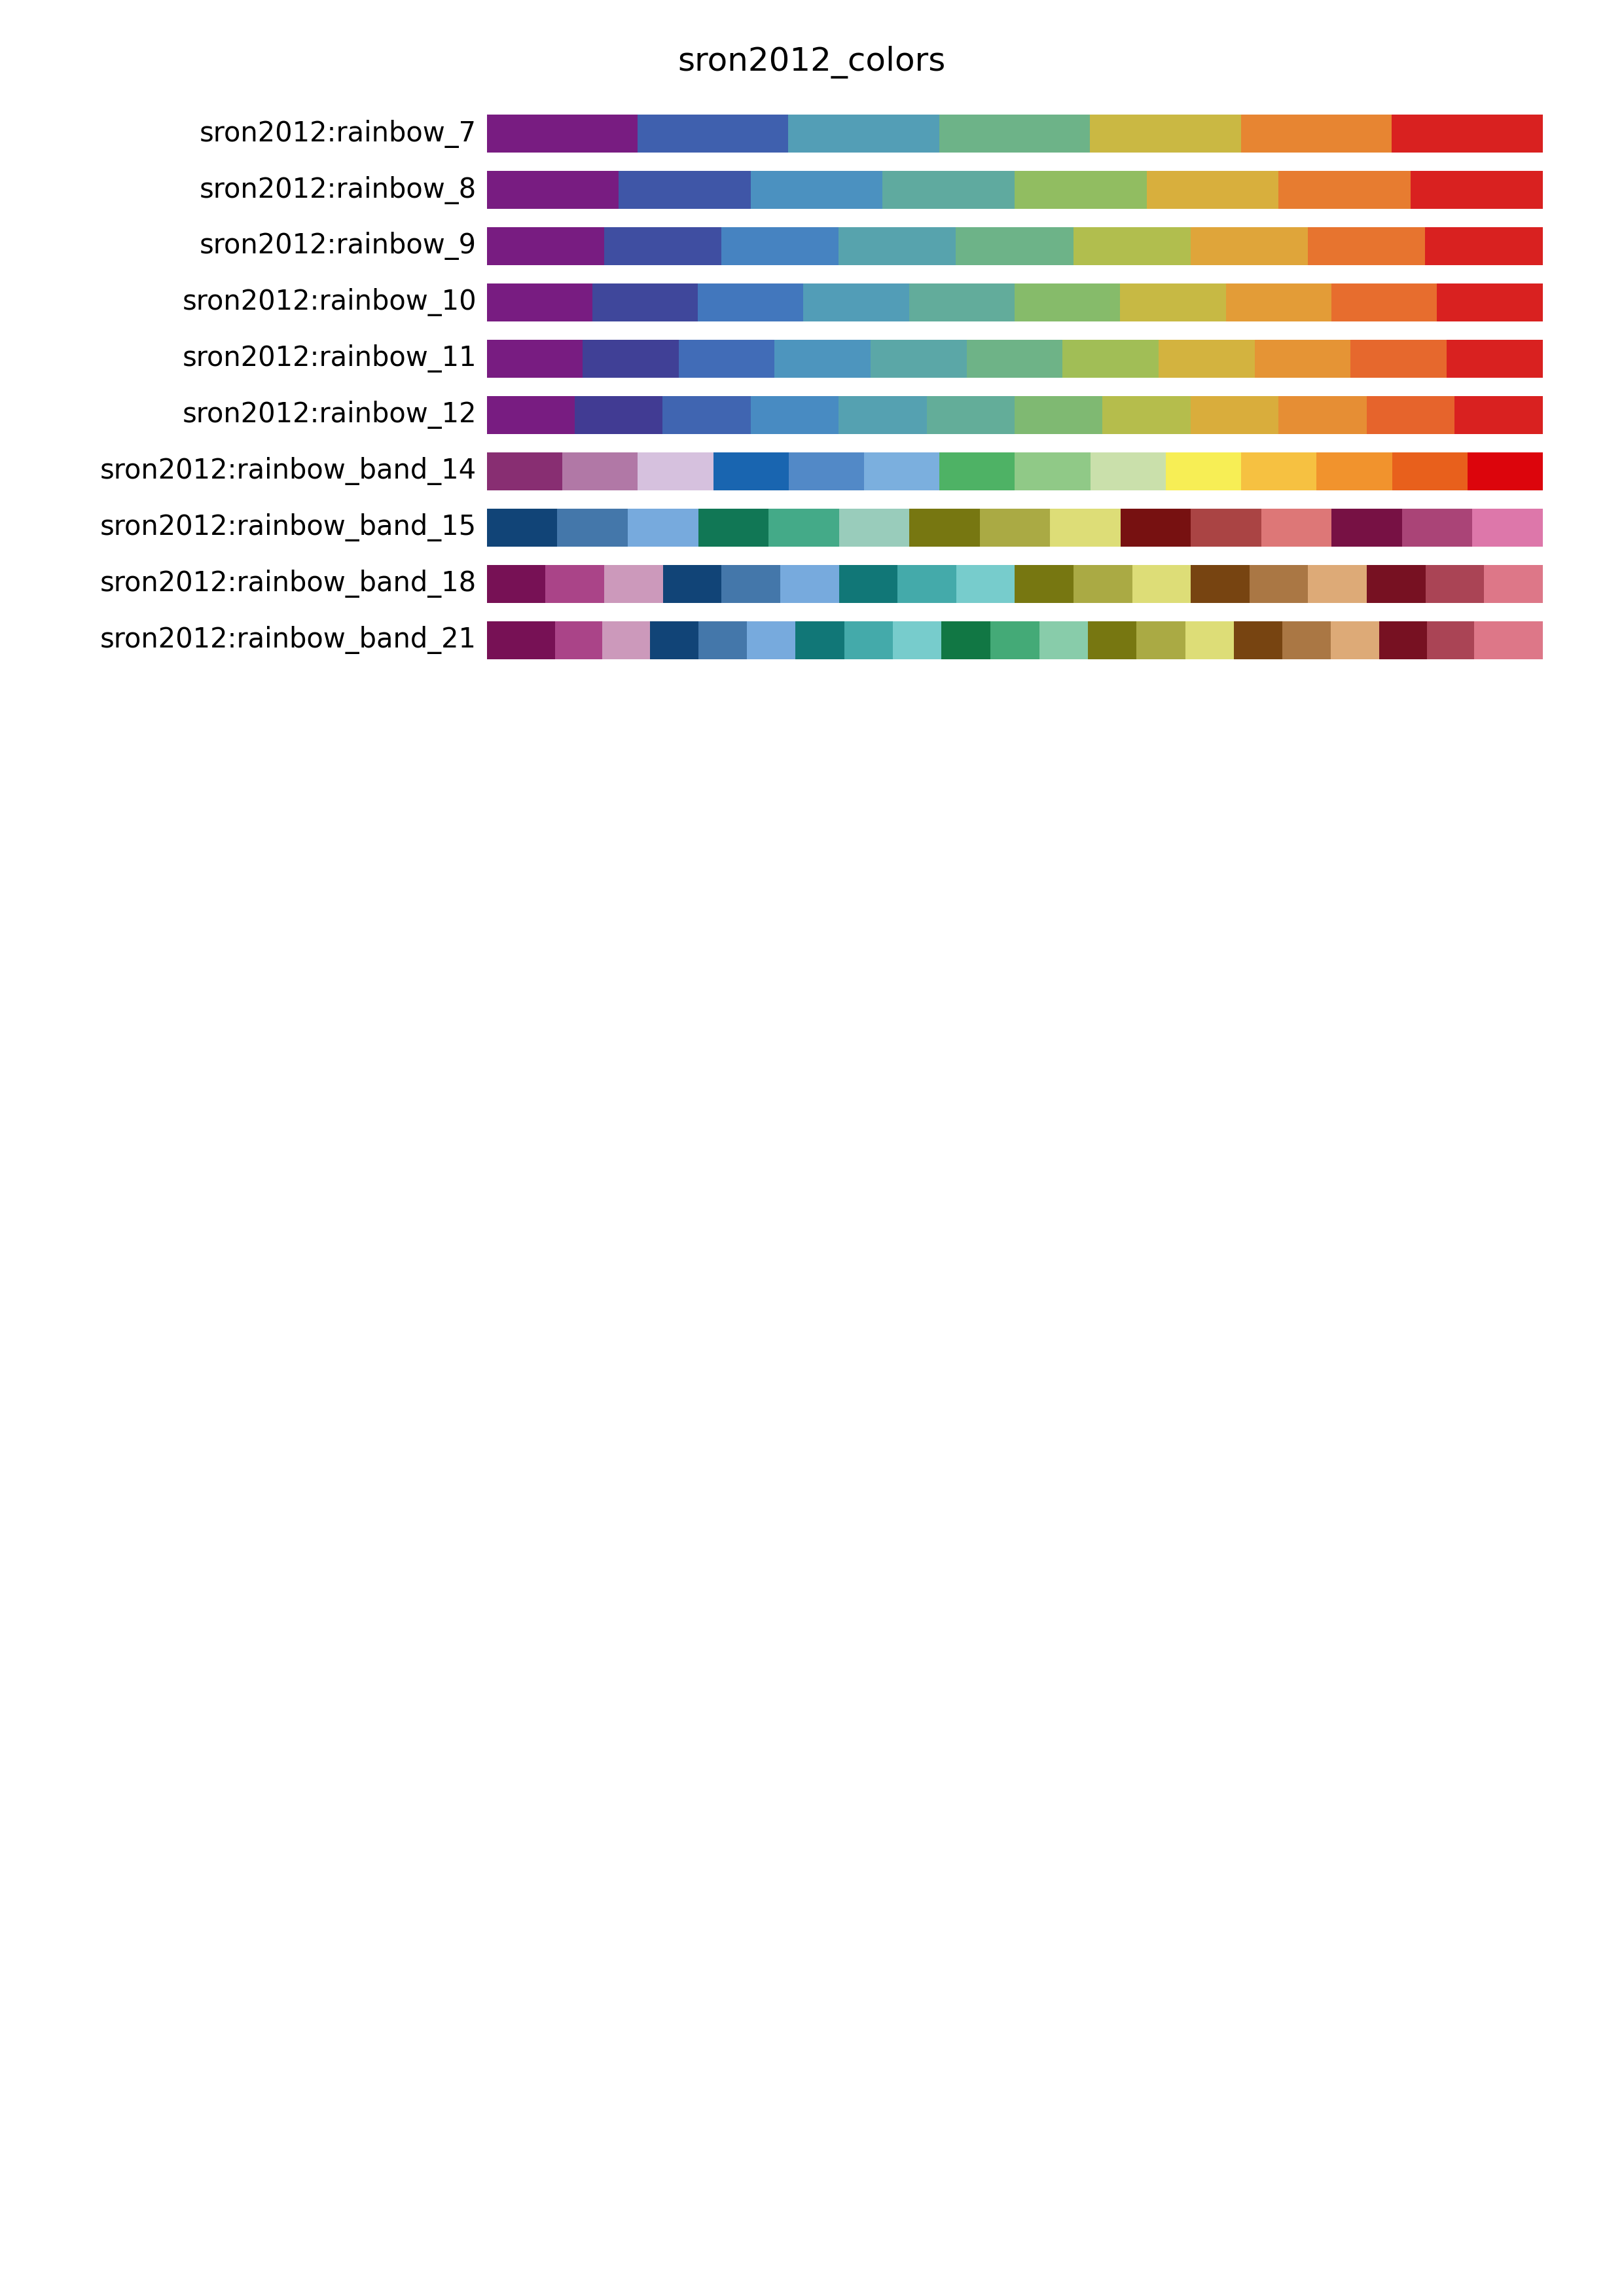 sron2012_colors
sron2012:rainbow_7
sron2012:rainbow_8
sron2012:rainbow_9
sron2012:rainbow_10
sron2012:rainbow_11
sron2012:rainbow_12
sron2012:rainbow_band_14
sron2012:rainbow_band_15
sron2012:rainbow_band_18
sron2012:rainbow_band_21